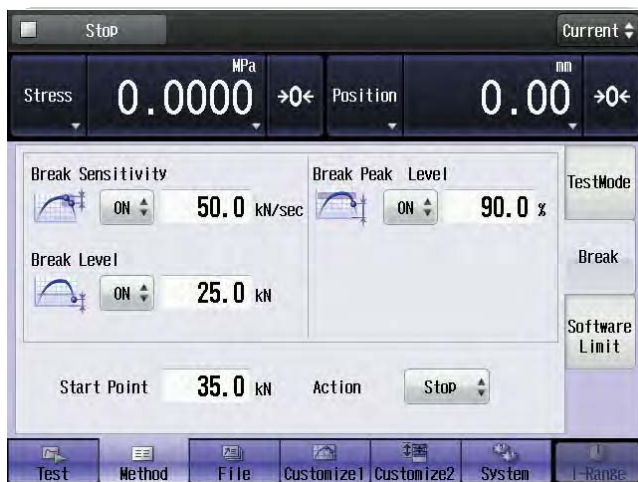 Stop Current
Stress 0.0000 MPa →0← Position 0.00 mm →0←
Break Sensitivity
ON 50.0 kN/sec
Break Peak Level
ON 90.0 %
Break Level
ON 25.0 kN
Start Point 35.0 kN Action Stop
TestMode
Break
Software
Limit
Test Method File Customize1 Customize2 System I-Range